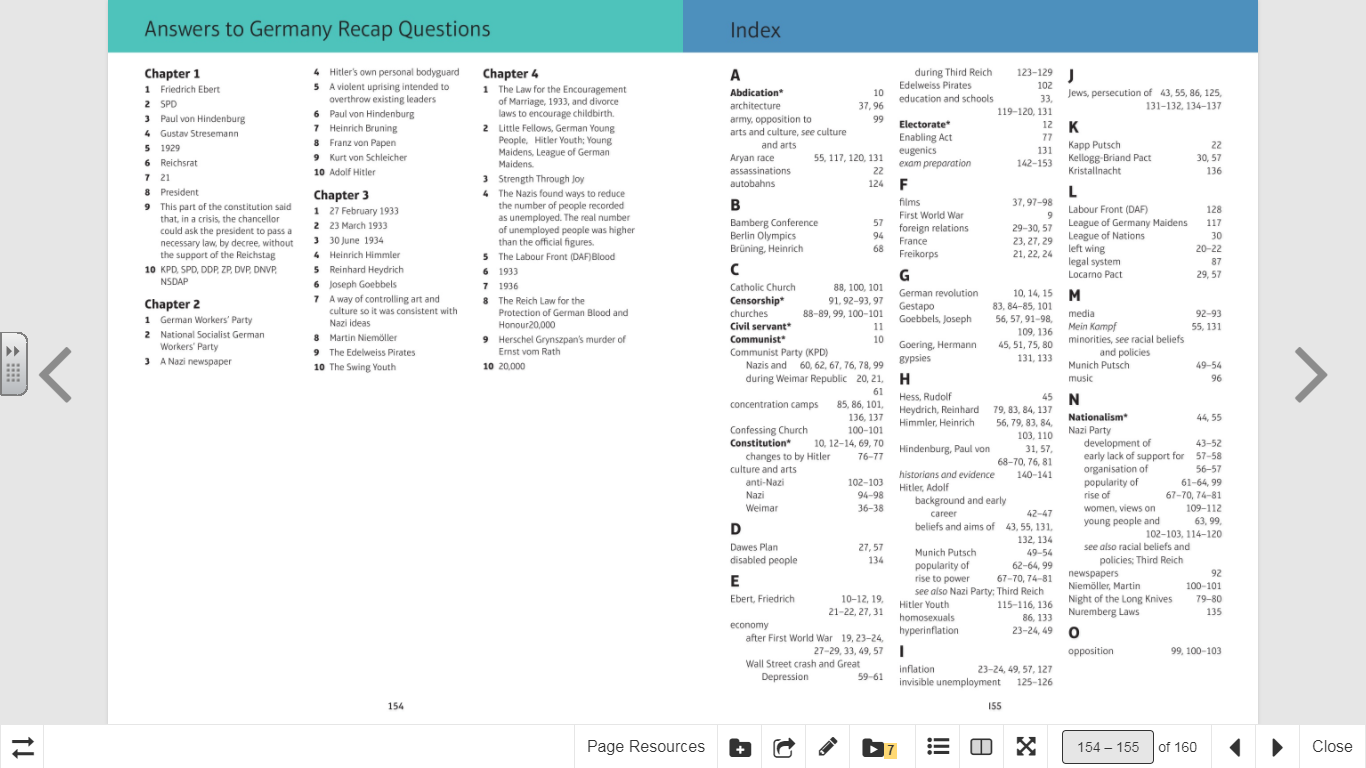 Answers to Germany Recap Questions
Chapter 1
1 Friedrich Ebert
2 SPD
3 Paul von Hindenburg
4 Gustav Stresemann
5 1929
6 Reichsrat
7 21
8 President
9 This part of the constitution said
that, in a crisis, the chancellor
could ask the president to pass a
necessary law, by decree, without
the support of the Reichstag
10 KPD, SPD, DDP, ZP, DVP, DNVP,
NSDAP
Chapter 2
1 German Workers' Party
2 National Socialist German
Workers' Party
3 A Nazi newspaper
4 Hitler's own personal bodyguard
5 A violent uprising intended to
overthrow existing leaders
6 Paul von Hindenburg
7 Heinrich Bruning
8 Franz von Papen
9 Kurt von Schleicher
10 Adolf Hitler
Chapter 3
1 27 February 1933
2 23 March 1933
3 30 June 1934
4 Heinrich Himmler
5 Reinhard Heydrich
6 Joseph Goebbels
7 A way of controlling art and
culture so it was consistent with
Nazi ideas
8 Martin Niemöller
9 The Edelweiss Pirates
10 The Swing Youth
Chapter 4
1 The Law for the Encouragement
of Marriage, 1933, and divorce
laws to encourage childbirth.
2 Little Fellows, German Young
People, Hitler Youth; Young
Maidens, League of German
Maidens.
3 Strength Through Joy
4 The Nazis found ways to reduce
the number of people recorded
as unemployed. The real number
of unemployed people was higher
than the official figures.
5 The Labour Front (DAF)Blood
6 1933
7 1936
8 The Reich Law for the
Protection of German Blood and
Honour20,000
9 Herschel Grynszpan's murder of
Ernst vom Rath
10 20,000
154
Index
A
Abdication* 10
architecture 37, 96
army, opposition to 99
arts and culture, see culture
and arts
Aryan race 55, 117, 120, 131
assassinations 22
autobahns 124
B
Bamberg Conference 57
Berlin Olympics 94
Brüning, Heinrich 68
C
Catholic Church 88, 100, 101
Censorship* 91, 92–93, 97
churches 88–89, 99, 100–101
Civil servant* 11
Communist* 10
Communist Party (KPD)
Nazis and 60, 62, 67, 76, 78, 99
during Weimar Republic 20, 21,
61
concentration camps 85, 86, 101,
136, 137
Confessing Church 100–101
Constitution* 10, 12–14, 69, 70
changes to by Hitler 76–77
culture and arts
anti-Nazi 102–103
Nazi 94–98
Weimar 36–38
D
Dawes Plan 27, 57
disabled people 134
E
Ebert, Friedrich 10–12, 19,
21–22, 27, 31
economy
after First World War 19, 23–24,
27–29, 33, 49, 57
Wall Street crash and Great
Depression 59–61
during Third Reich 123–129
Edelweiss Pirates 102
education and schools 33,
119–120, 131
Electorate* 12
Enabling Act 77
eugenics 131
exam preparation 142–153
F
films 37, 97–98
First World War 9
foreign relations 29–30, 57
France 23, 27, 29
Freikorps 21, 22, 24
G
German revolution 10, 14, 15
Gestapo 83, 84–85, 101
Goebbels, Joseph 56, 57, 91–98,
109, 136
Goering, Hermann 45, 51, 75, 80
gypsies 131, 133
H
Hess, Rudolf 45
Heydrich, Reinhard 79, 83, 84, 137
Himmler, Heinrich 56, 79, 83, 84,
103, 110
Hindenburg, Paul von 31, 57,
68–70, 76, 81
historians and evidence 140–141
Hitler, Adolf
background and early
career 42–47
beliefs and aims of 43, 55, 131,
132, 134
Munich Putsch 49–54
popularity of 62–64, 99
rise to power 67–70, 74–81
see also Nazi Party; Third Reich
Hitler Youth 115–116, 136
homosexuals 86, 133
hyperinflation 23–24, 49
I
inflation 23–24, 49, 57, 127
invisible unemployment 125–126
J
Jews, persecution of 43, 55, 86, 125,
131–132, 134–137
K
Kapp Putsch 22
Kellogg-Briand Pact 30, 57
Kristallnacht 136
L
Labour Front (DAF) 128
League of Germany Maidens 117
League of Nations 30
left wing 20–22
legal system 87
Locarno Pact 29, 57
M
media 92–93
Mein Kampf 55, 131
minorities, see racial beliefs
and policies
Munich Putsch 49–54
music 96
N
Nationalism* 44, 55
Nazi Party
development of 43–52
early lack of support for 57–58
organisation of 56–57
popularity of 61–64, 99
rise of 67–70, 74–81
women, views on 109–112
young people and 63, 99,
102–103, 114–120
see also racial beliefs and
policies; Third Reich
newspapers 92
Niemöller, Martin 100–101
Night of the Long Knives 79–80
Nuremberg Laws 135
O
opposition 99, 100–103
155
Page Resources
7
154 – 155 of 160
Close